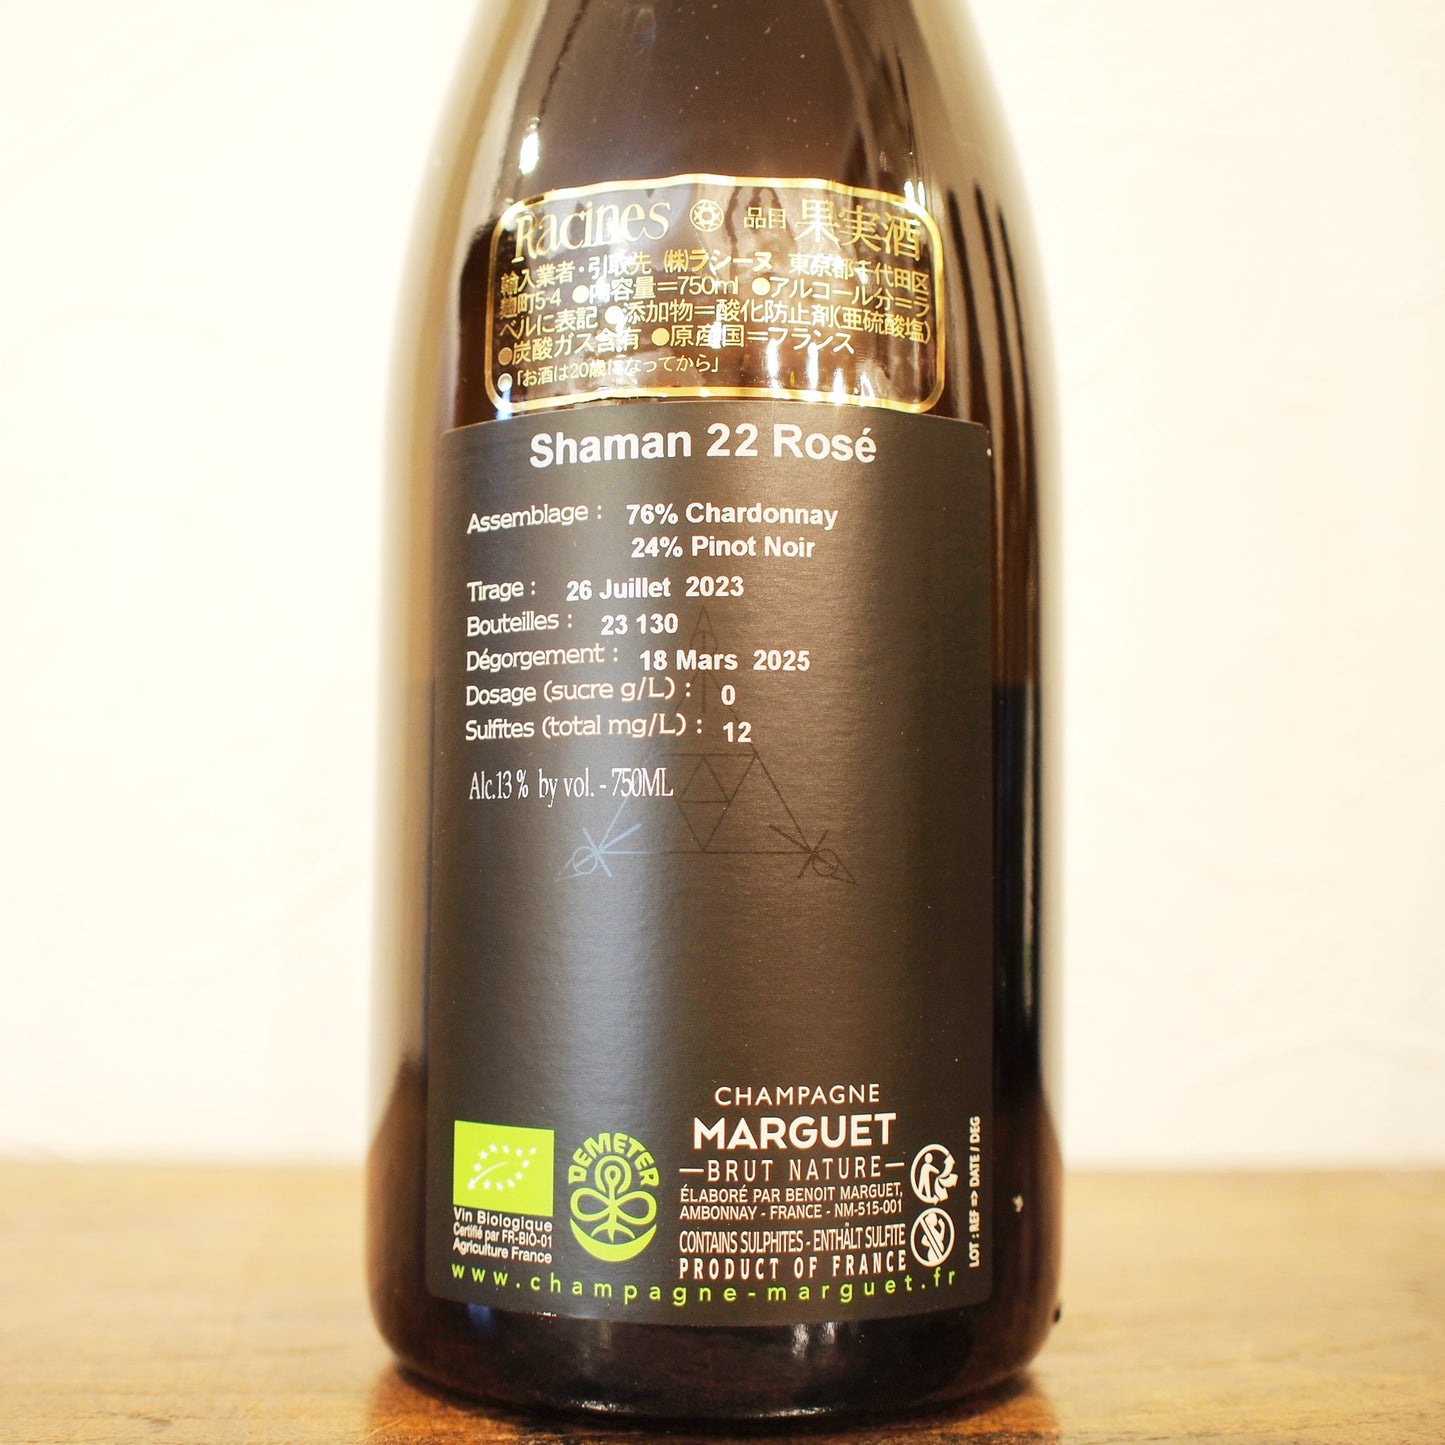 Racines 品目 果実酒
輸入業者・引取先 (株)ラシーヌ 東京都千代田区
麹町5-4 ●内容量=750ml ●アルコール分=ラ
ベルに表記 ●添加物=酸化防止剤(亜硫酸塩)
●炭酸ガス含有 ●原産国=フランス
●「お酒は20歳になってから」
Shaman 22 Rosé
Assemblage : 76% Chardonnay
24% Pinot Noir
Tirage : 26 Juillet 2023
Bouteilles : 23 130
Dégorgement : 18 Mars 2025
Dosage (sucre g/L) : 0
Sulfites (total mg/L) : 12
Alc.13 % by vol. - 750ML
CHAMPAGNE
MARGUET
—BRUT NATURE—
ÉLABORÉ PAR BENOIT MARGUET,
AMBONNAY - FRANCE - NM-515-001
CONTAINS SULPHITES - ENTHÄLT SULFITE
PRODUCT OF FRANCE
DEMETER
Vin Biologique
Certifié par FR-BIO-01
Agriculture France
www.champagne-marguet.fr
LOT : REF => DATE / DEG